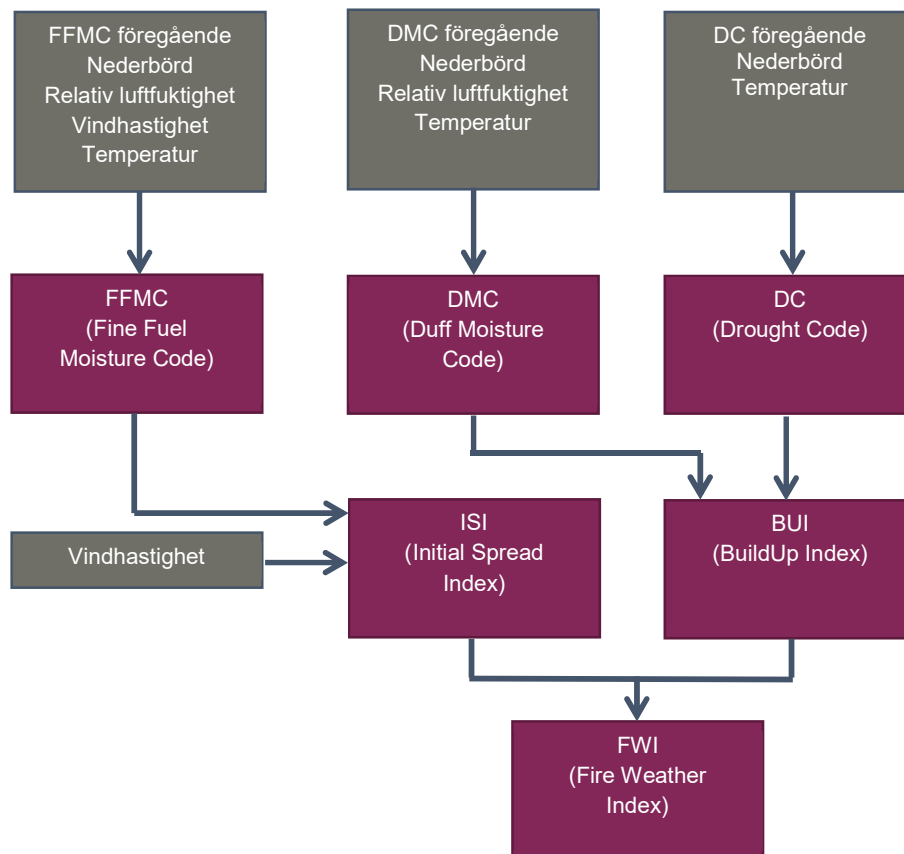 FFMC föregående
Nederbörd
Relativ luftfuktighet
Vindhastighet
Temperatur
DMC föregående
Nederbörd
Relativ luftfuktighet
Temperatur
DC föregående
Nederbörd
Temperatur
FFMC
(Fine Fuel
Moisture Code)
DMC
(Duff Moisture
Code)
DC
(Drought Code)
Vindhastighet
ISI
(Initial Spread
Index)
BUI
(BuildUp Index)
FWI
(Fire Weather
Index)